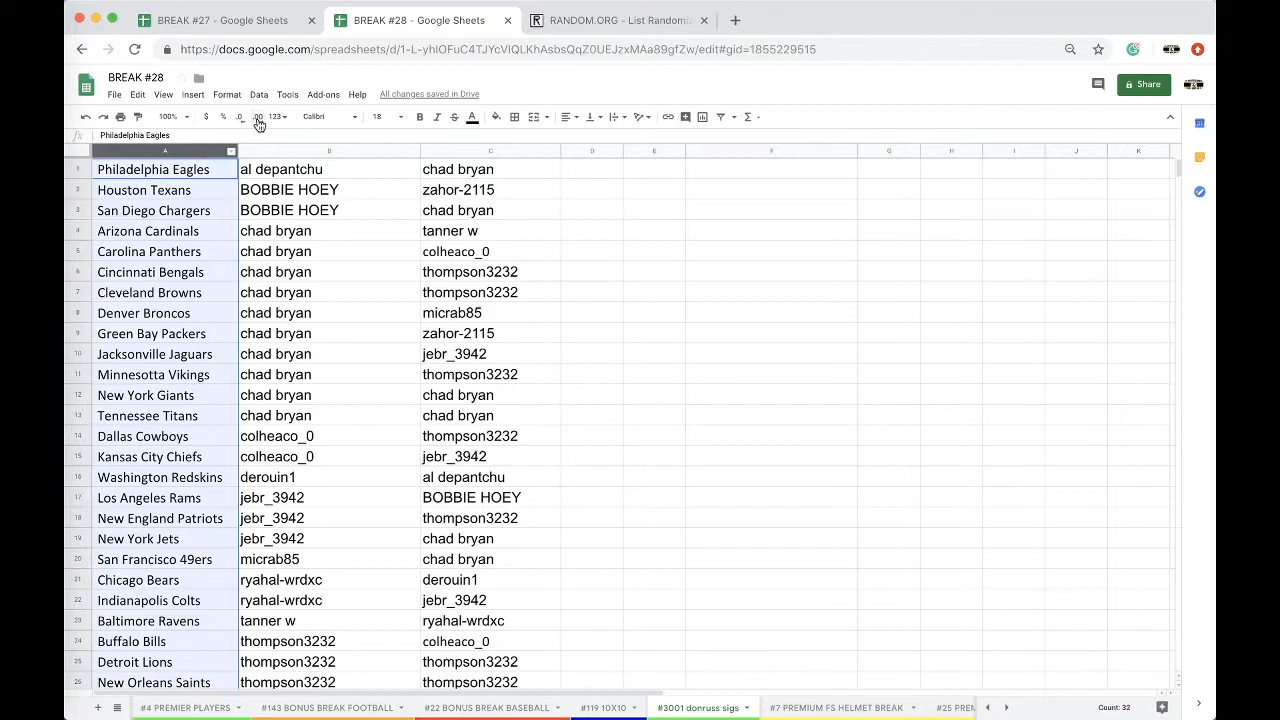 BREAK #27 - Google Sheets
BREAK #28 - Google Sheets
RANDOM.ORG - List Randomi
https://docs.google.com/spreadsheets/d/1-L-yhIOFuC4TJYcVIQLKhAsbsQqZ0UEJzxMAa89gfZw/edit#gid=1855229515
BREAK #28
File Edit View Insert Format Data Tools Add-ons Help All changes saved in Drive
Share
100% $ % .0 .00 123 Calibri 18 B I S A
fx Philadelphia Eagles
A B C D E F G H I J K
1 Philadelphia Eagles al depantchu chad bryan
2 Houston Texans BOBBIE HOEY zahor-2115
3 San Diego Chargers BOBBIE HOEY chad bryan
4 Arizona Cardinals chad bryan tanner w
5 Carolina Panthers chad bryan colheaco_0
6 Cincinnati Bengals chad bryan thompson3232
7 Cleveland Browns chad bryan thompson3232
8 Denver Broncos chad bryan micrab85
9 Green Bay Packers chad bryan zahor-2115
10 Jacksonville Jaguars chad bryan jebr_3942
11 Minnesotta Vikings chad bryan thompson3232
12 New York Giants chad bryan chad bryan
13 Tennessee Titans chad bryan chad bryan
14 Dallas Cowboys colheaco_0 thompson3232
15 Kansas City Chiefs colheaco_0 jebr_3942
16 Washington Redskins derouin1 al depantchu
17 Los Angeles Rams jebr_3942 BOBBIE HOEY
18 New England Patriots jebr_3942 thompson3232
19 New York Jets jebr_3942 chad bryan
20 San Francisco 49ers micrab85 chad bryan
21 Chicago Bears ryahal-wrdxc derouin1
22 Indianapolis Colts ryahal-wrdxc jebr_3942
23 Baltimore Ravens tanner w ryahal-wrdxc
24 Buffalo Bills thompson3232 colheaco_0
25 Detroit Lions thompson3232 thompson3232
26 New Orleans Saints thompson3232 thompson3232
#4 PREMIER PLAYERS #143 BONUS BREAK FOOTBALL #22 BONUS BREAK BASEBALL #119 10X10 #3001 donruss sigs #7 PREMIUM FS HELMET BREAK #25 PREM Count: 32